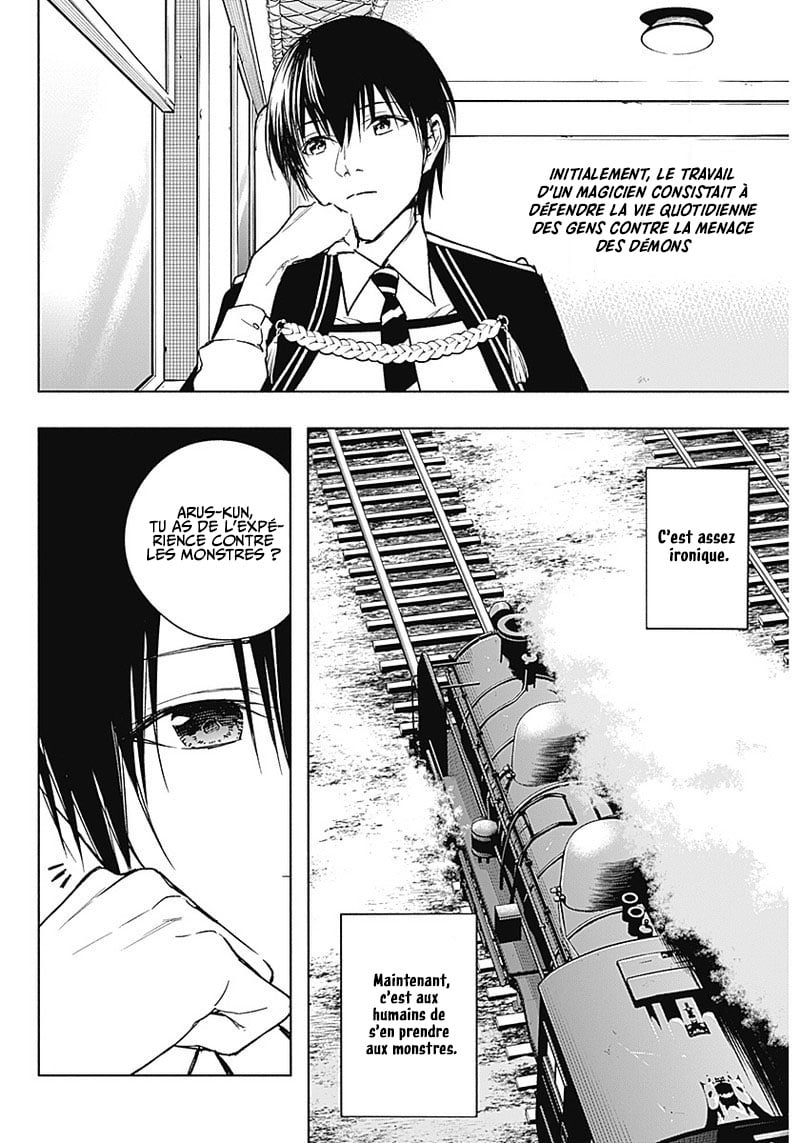 INITIALEMENT, LE TRAVAIL
D'UN MAGICIEN CONSISTAIT À
DÉFENDRE LA VIE QUOTIDIENNE
DES GENS CONTRE LA MENACE
DES DÉMONS
C'est assez
ironique.
Maintenant,
c'est aux
humains de
s'en prendre
aux monstres.
ARUS-KUN,
TU AS DE L'EXPÉ-
RIENCE CONTRE
LES MONSTRES ?